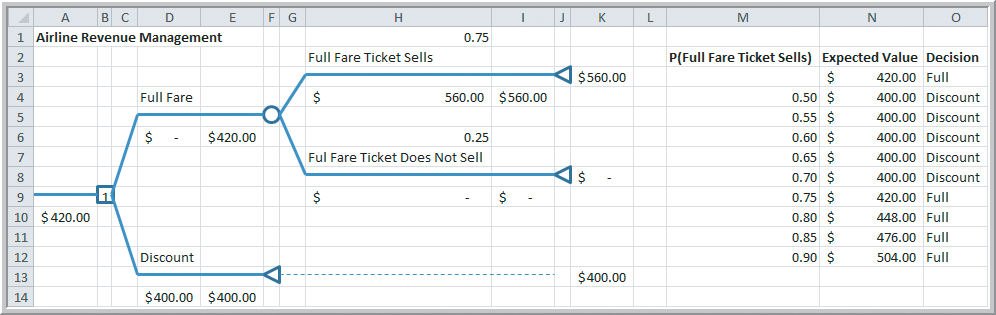 A B C D E F G H I J K L M N O
1 Airline Revenue Management 0.75
2 Full Fare Ticket Sells P(Full Fare Ticket Sells) Expected Value Decision
3 $560.00 $ 420.00 Full
4 Full Fare $ 560.00 $560.00 0.50 $ 400.00 Discount
5 0.55 $ 400.00 Discount
6 $ - $420.00 0.25 0.60 $ 400.00 Discount
7 Ful Fare Ticket Does Not Sell 0.65 $ 400.00 Discount
8 $ - 0.70 $ 400.00 Discount
9 1 $ - $ - 0.75 $ 420.00 Full
10 $420.00 0.80 $ 448.00 Full
11 0.85 $ 476.00 Full
12 Discount 0.90 $ 504.00 Full
13 $400.00
14 $400.00 $400.00